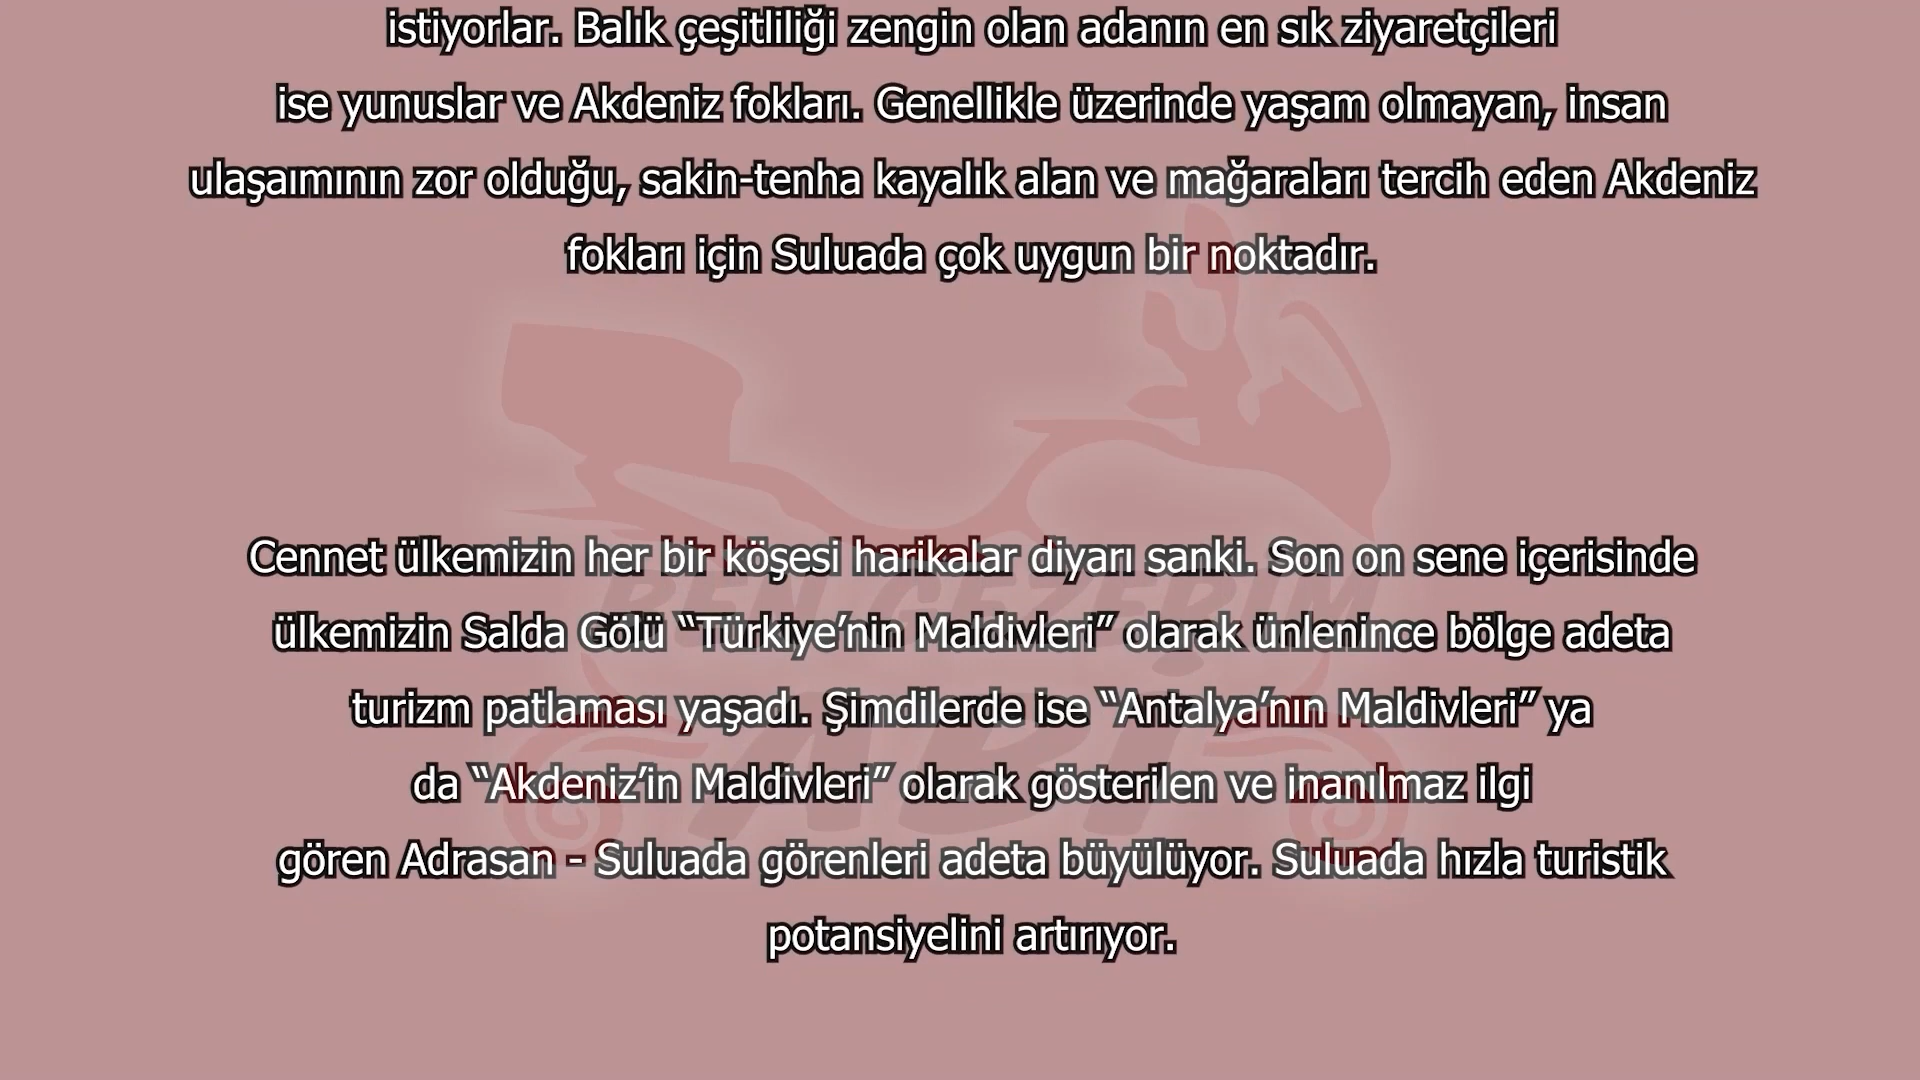 istiyorlar. Balık çeşitliliği zengin olan adanın en sık ziyaretçileri
ise yunuslar ve Akdeniz fokları. Genellikle üzerinde yaşam olmayan, insan
ulaşaımının zor olduğu, sakin-tenha kayalık alan ve mağaraları tercih eden Akdeniz
fokları için Suluada çok uygun bir noktadır.
Cennet ülkemizin her bir köşesi harikalar diyarı sanki. Son on sene içerisinde
ülkemizin Salda Gölü “Türkiye’nin Maldivleri” olarak ünlenince bölge adeta
turizm patlaması yaşadı. Şimdilerde ise “Antalya’nın Maldivleri” ya
da “Akdeniz’in Maldivleri” olarak gösterilen ve inanılmaz ilgi
gören Adrasan - Suluada görenleri adeta büyülüyor. Suluada hızla turistik
potansiyelini artırıyor.
BEN GEZERİM
ABİ